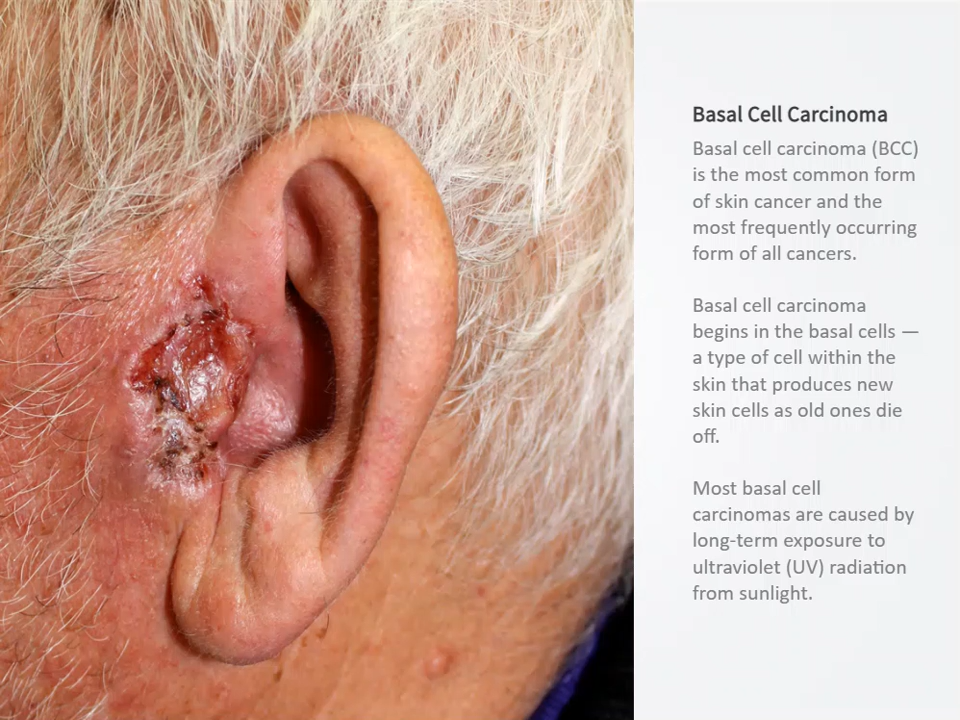 Basal Cell Carcinoma
Basal cell carcinoma (BCC)
is the most common form
of skin cancer and the
most frequently occurring
form of all cancers.
Basal cell carcinoma
begins in the basal cells —
a type of cell within the
skin that produces new
skin cells as old ones die
off.
Most basal cell
carcinomas are caused by
long-term exposure to
ultraviolet (UV) radiation
from sunlight.